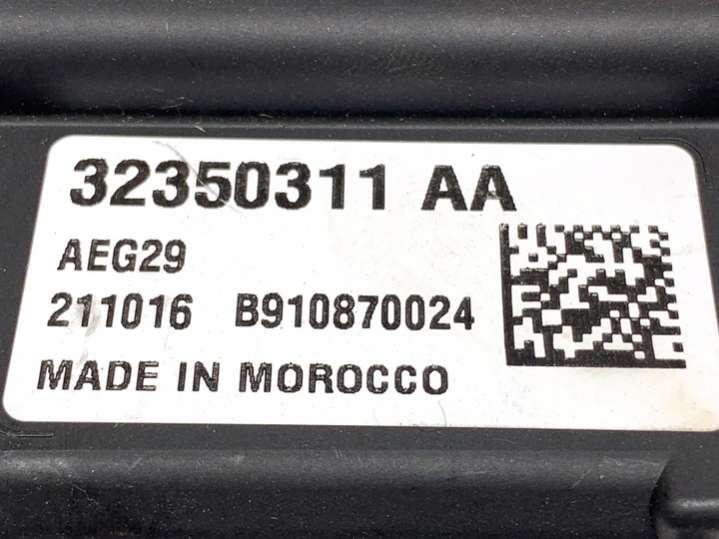 32350311 AA
AEG29
211016 B910870024
MADE IN MOROCCO